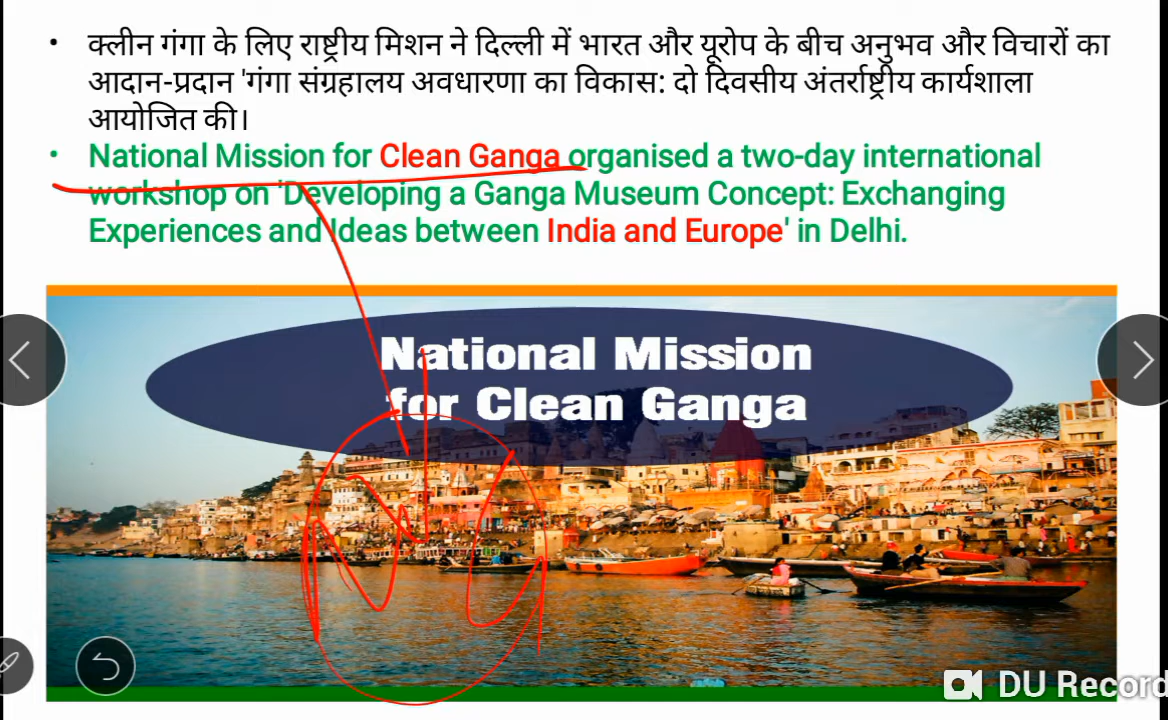 क्लीन गंगा के लिए राष्ट्रीय मिशन ने दिल्ली में भारत और यूरोप के बीच अनुभव और विचारों का
आदान-प्रदान 'गंगा संग्रहालय अवधारणा का विकास: दो दिवसीय अंतर्राष्ट्रीय कार्यशाला
आयोजित की।
National Mission for Clean Ganga organised a two-day international
workshop on 'Developing a Ganga Museum Concept: Exchanging
Experiences and Ideas between India and Europe' in Delhi.
National Mission
for Clean Ganga
DU Record